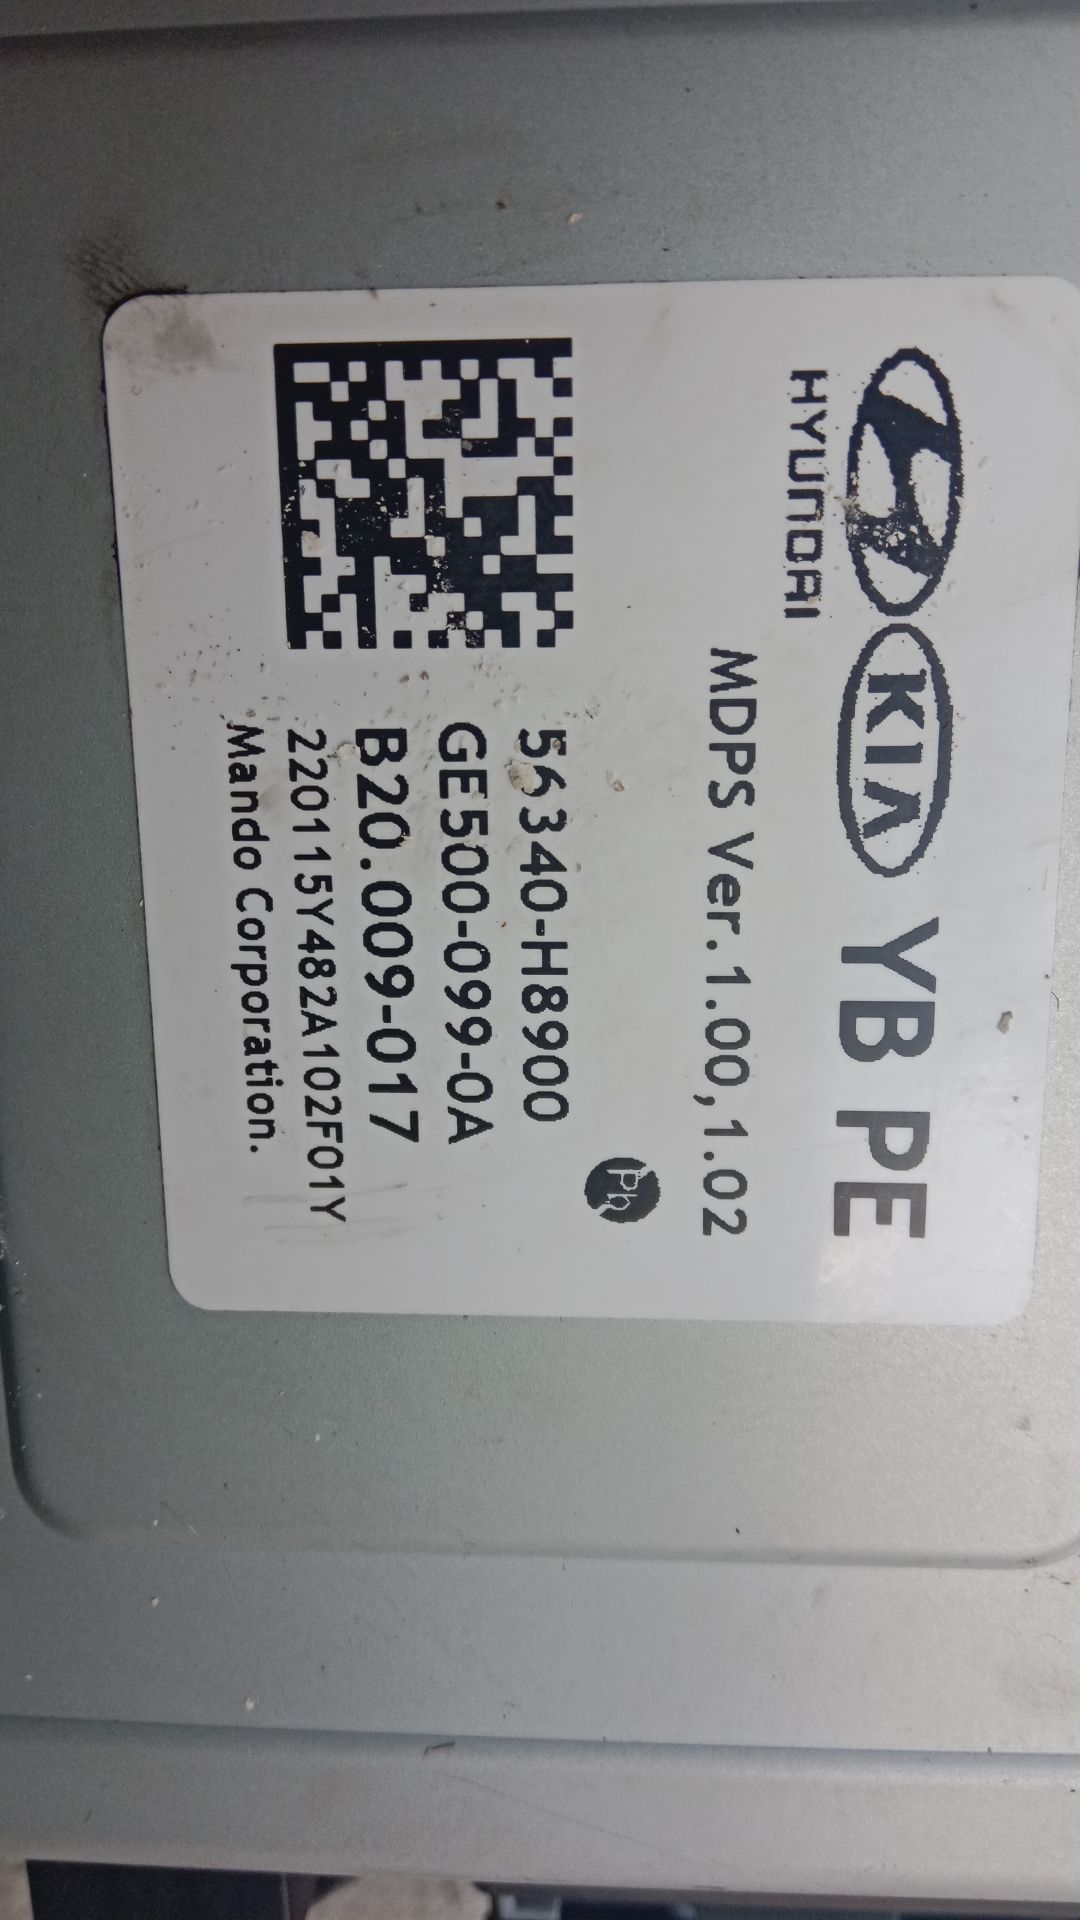 HYUNDAI KIA YB PE
MDPS Ver.1.00,1.02
Pb
56340-H8900
GE500-099-0A
B20.009-017
220115Y482A102F01Y
Mando Corporation.